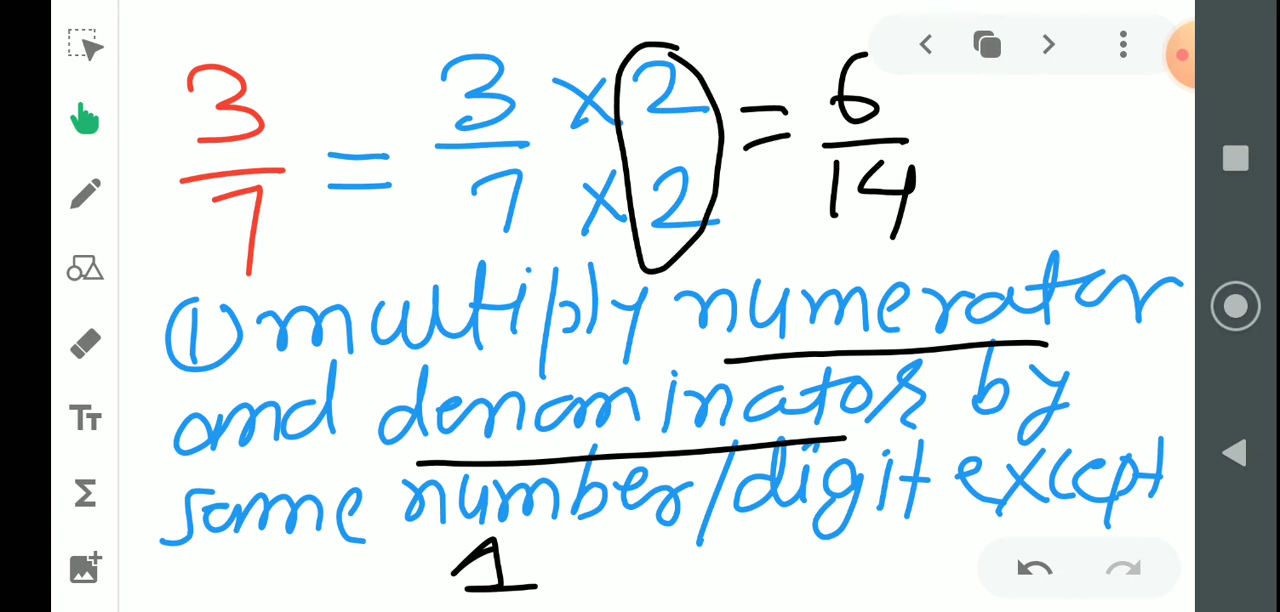 3/7 = 3 × 2 / 7 × 2 = 6/14
① multiply numerator
and denominator by
same number/digit except
1
Tт
Σ